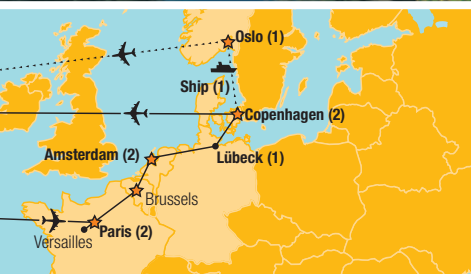 Oslo (1)
Ship (1)
Copenhagen (2)
Amsterdam (2)
Lübeck (1)
Brussels
Versailles
Paris (2)